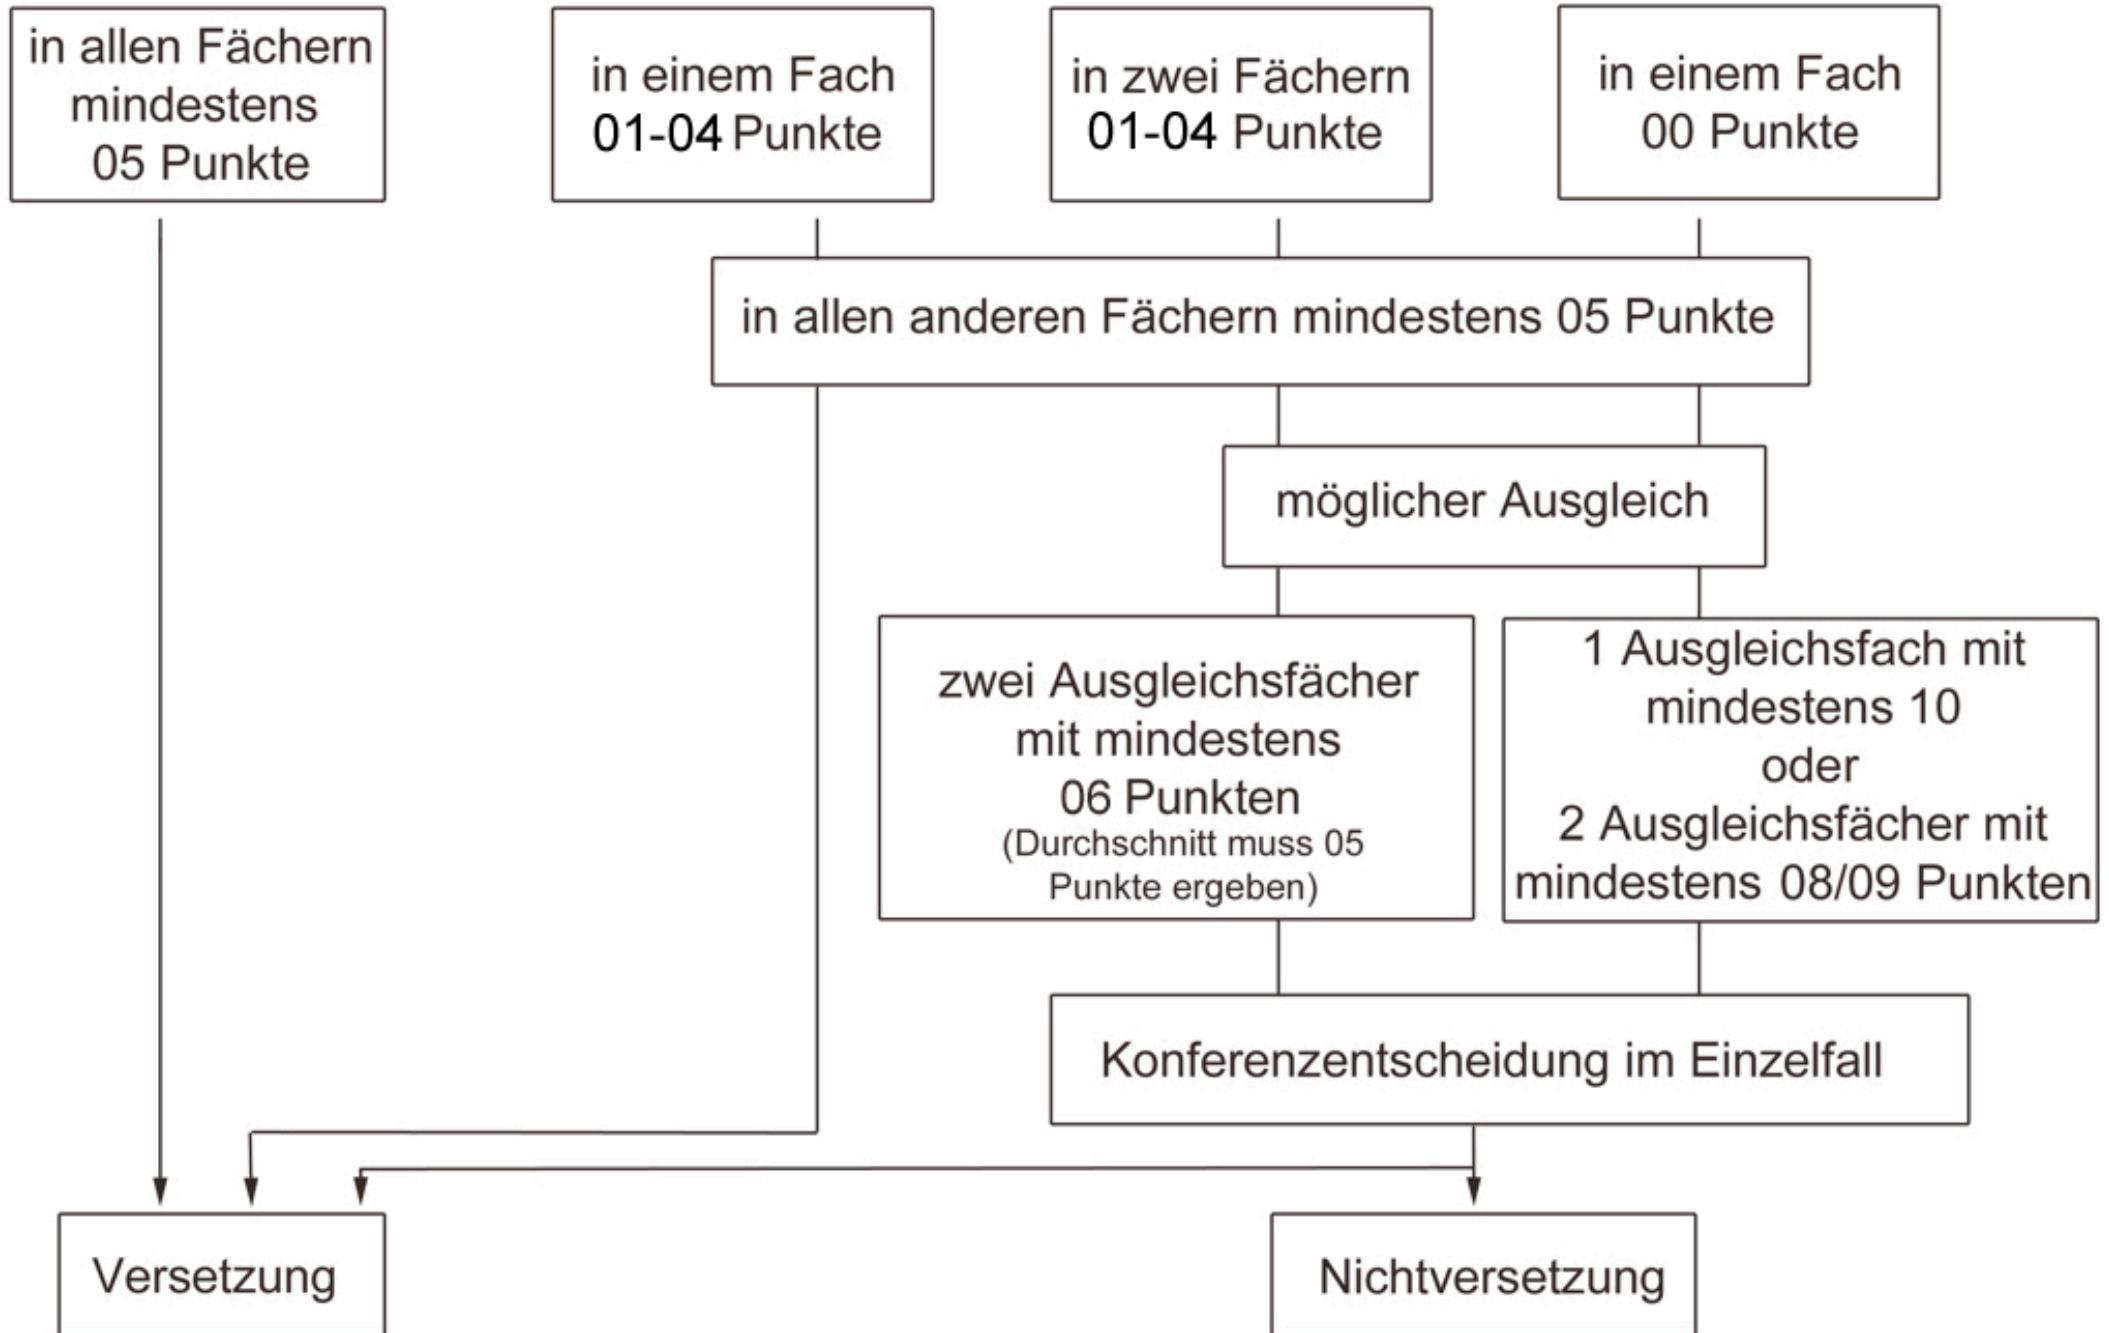 in allen Fächern
mindestens
05 Punkte
in einem Fach
01-04 Punkte
in zwei Fächern
01-04 Punkte
in einem Fach
00 Punkte
in allen anderen Fächern mindestens 05 Punkte
möglicher Ausgleich
zwei Ausgleichsfächer
mit mindestens
06 Punkten
(Durchschnitt muss 05
Punkte ergeben)
1 Ausgleichsfach mit
mindestens 10
oder
2 Ausgleichsfächer mit
mindestens 08/09 Punkten
Konferenzentscheidung im Einzelfall
Versetzung
Nichtversetzung